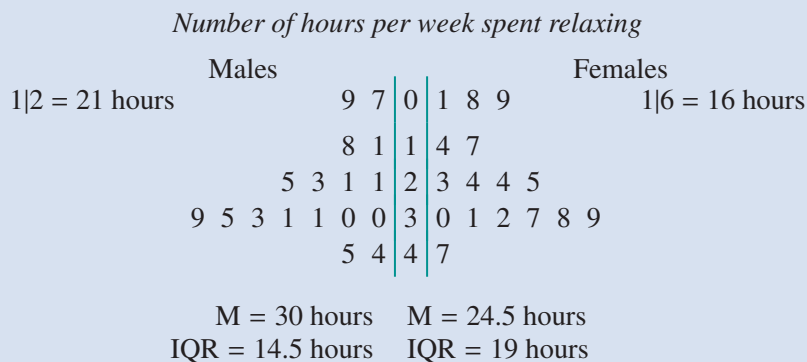 Number of hours per week spent relaxing
Males Females
1|2 = 21 hours 9 7 | 0 | 1 8 9 1|6 = 16 hours
8 1 | 1 | 4 7
5 3 1 1 | 2 | 3 4 4 5
9 5 3 1 1 0 0 | 3 | 0 1 2 7 8 9
5 4 | 4 | 7
M = 30 hours M = 24.5 hours
IQR = 14.5 hours IQR = 19 hours